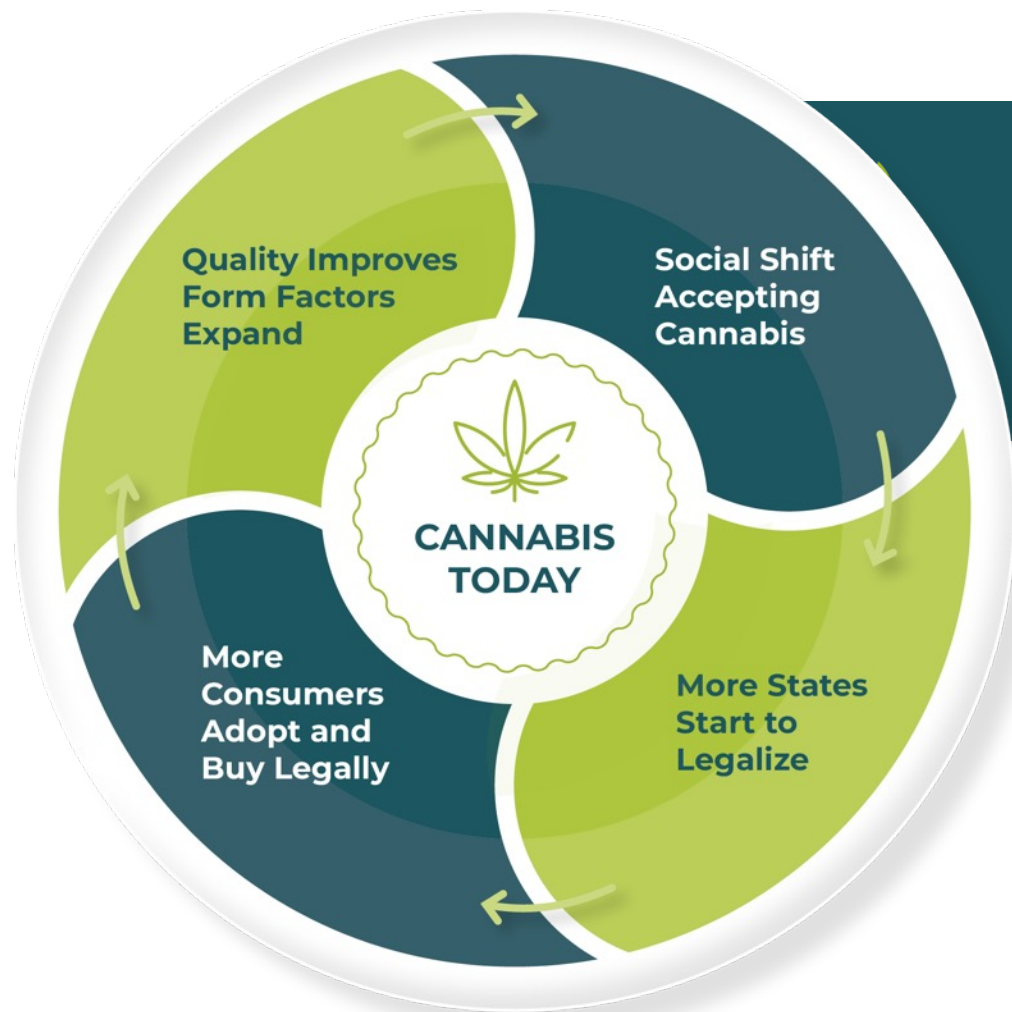 Quality Improves
Form Factors
Expand
Social Shift
Accepting
Cannabis
CANNABIS
TODAY
More
Consumers
Adopt and
Buy Legally
More States
Start to
Legalize